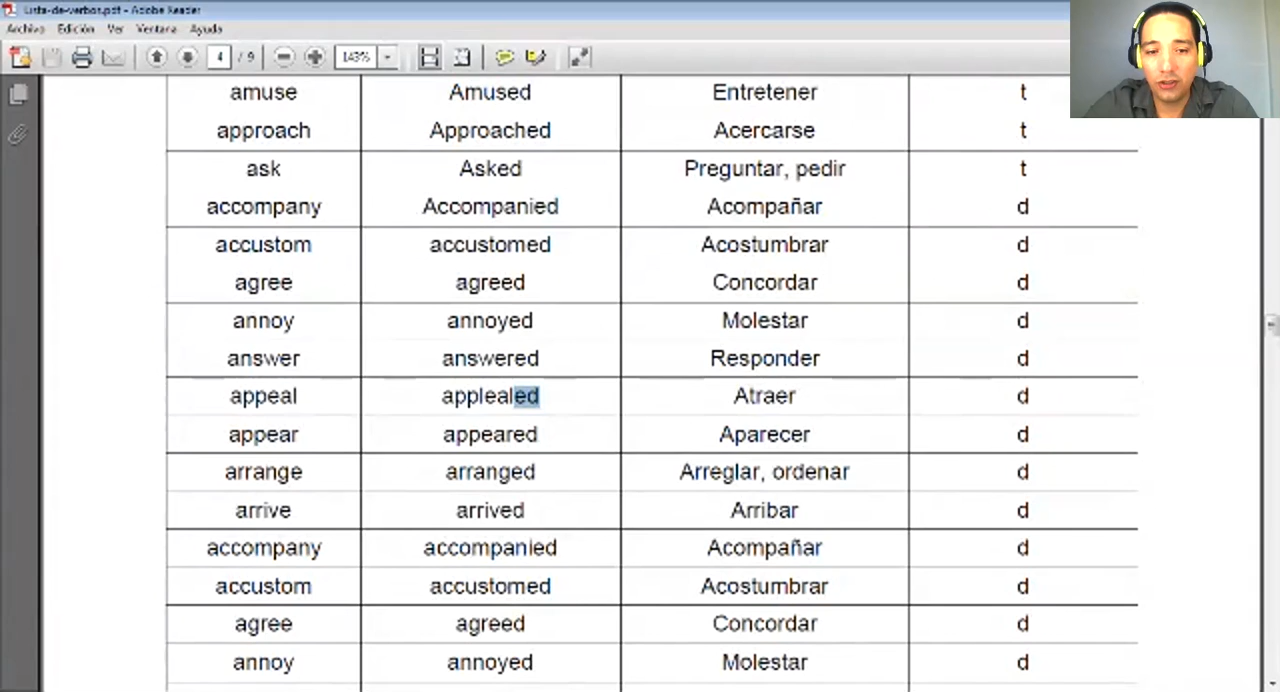 Lista-de-verbos.pdf - Adobe Reader
Archivo Edición Ver Ventana Ayuda
4 / 9 143%
amuse Amused Entretener t
approach Approached Acercarse t
ask Asked Preguntar, pedir t
accompany Accompanied Acompañar d
accustom accustomed Acostumbrar d
agree agreed Concordar d
annoy annoyed Molestar d
answer answered Responder d
appeal applealed Atraer d
appear appeared Aparecer d
arrange arranged Arreglar, ordenar d
arrive arrived Arribar d
accompany accompanied Acompañar d
accustom accustomed Acostumbrar d
agree agreed Concordar d
annoy annoyed Molestar d